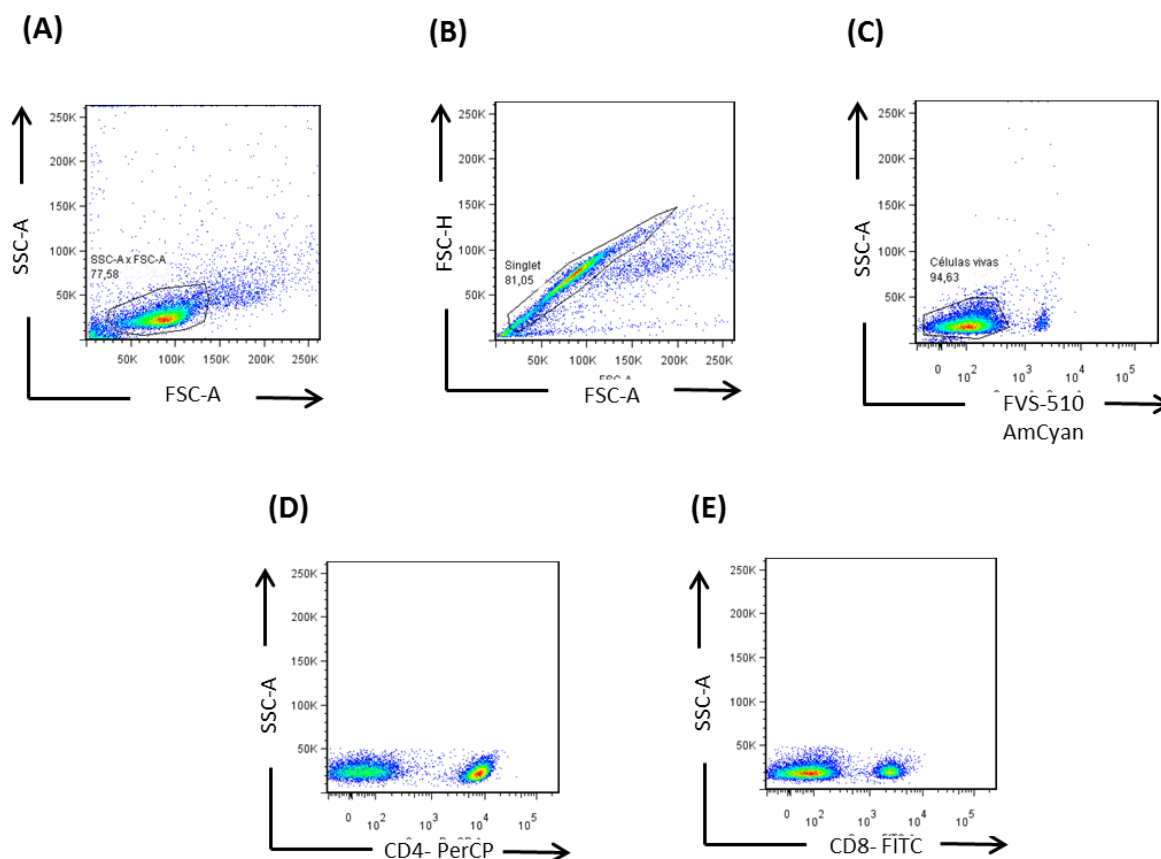 (A)
(B)
(C)
SSC-A
250K
200K
150K
100K
50K
SSC-A x FSC-A
77,58
50K 100K 150K 200K 250K
FSC-A
FSC-H
250K
200K
150K
100K
50K
Singlet
81,05
50K 100K 150K 200K 250K
FSC-A
SSC-A
250K
200K
150K
100K
50K
Células vivas
94,63
0 10^2 10^3 10^4 10^5
FVS-510
AmCyan
(D)
(E)
SSC-A
250K
200K
150K
100K
50K
0 10^2 10^3 10^4 10^5
CD4- PerCP
SSC-A
250K
200K
150K
100K
50K
0 10^2 10^3 10^4 10^5
CD8- FITC